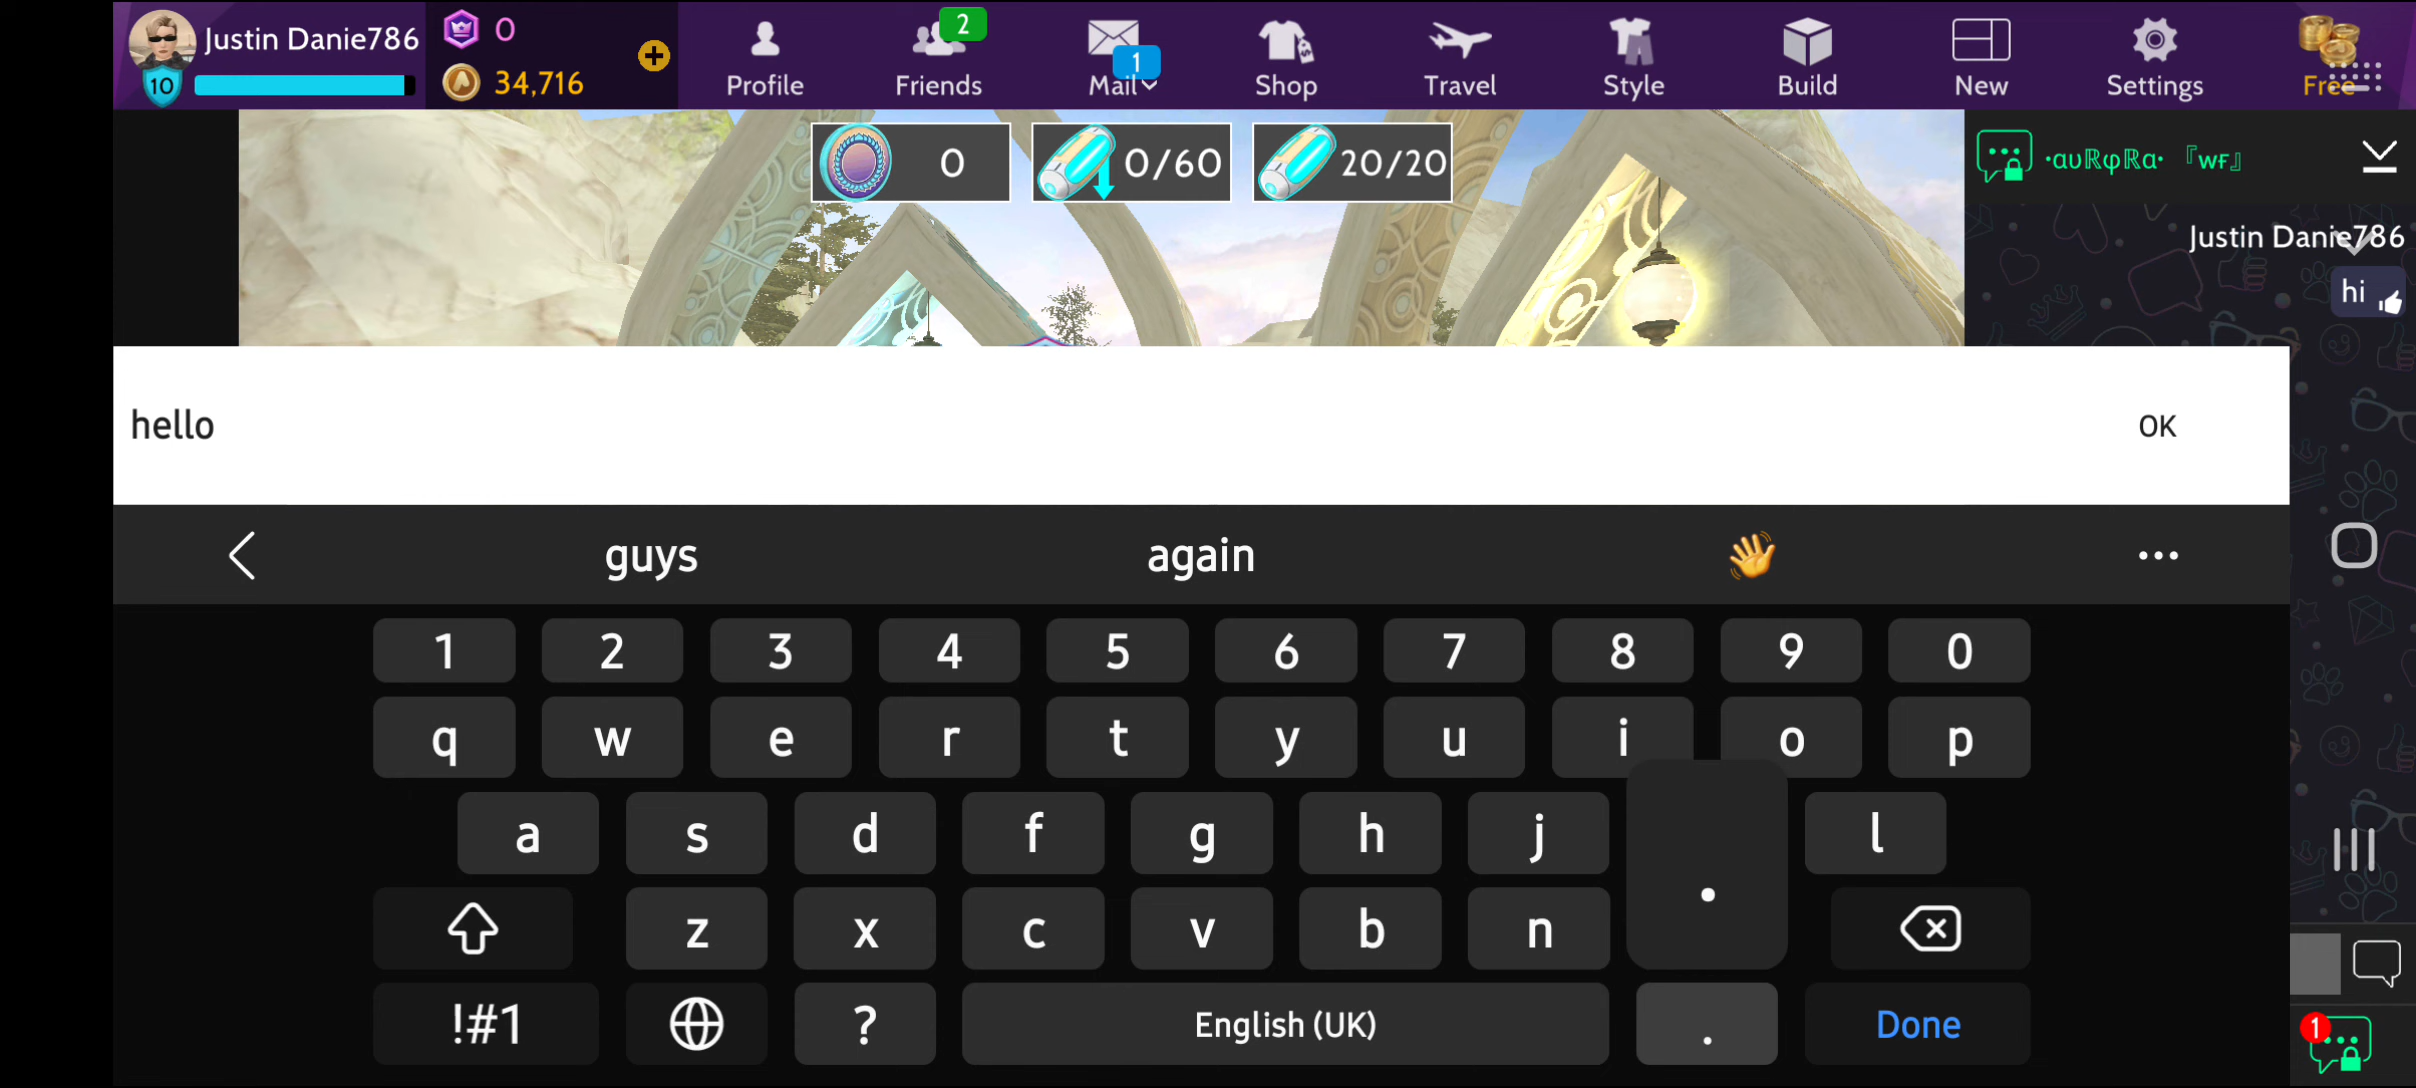 Justin Danie786
10
0
34,716
Profile
2
Friends
1
Mail
Shop
Travel
Style
Build
New
Settings
Free
0
0/60
20/20
·αυℝφℝα· 『wғ』
Justin Danie786
hi
hello
OK
guys
again
1 2 3 4 5 6 7 8 9 0
q w e r t y u i o p
a s d f g h j l
.
z x c v b n
!#1 ? English (UK) . Done
1